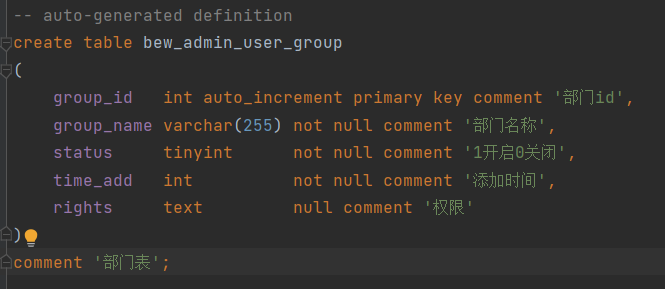 -- auto-generated definition
create table bew_admin_user_group
(
    group_id   int auto_increment primary key comment '部门id',
    group_name varchar(255) not null comment '部门名称',
    status     tinyint      not null comment '1开启0关闭',
    time_add   int          not null comment '添加时间',
    rights     text         null comment '权限'
)
comment '部门表';